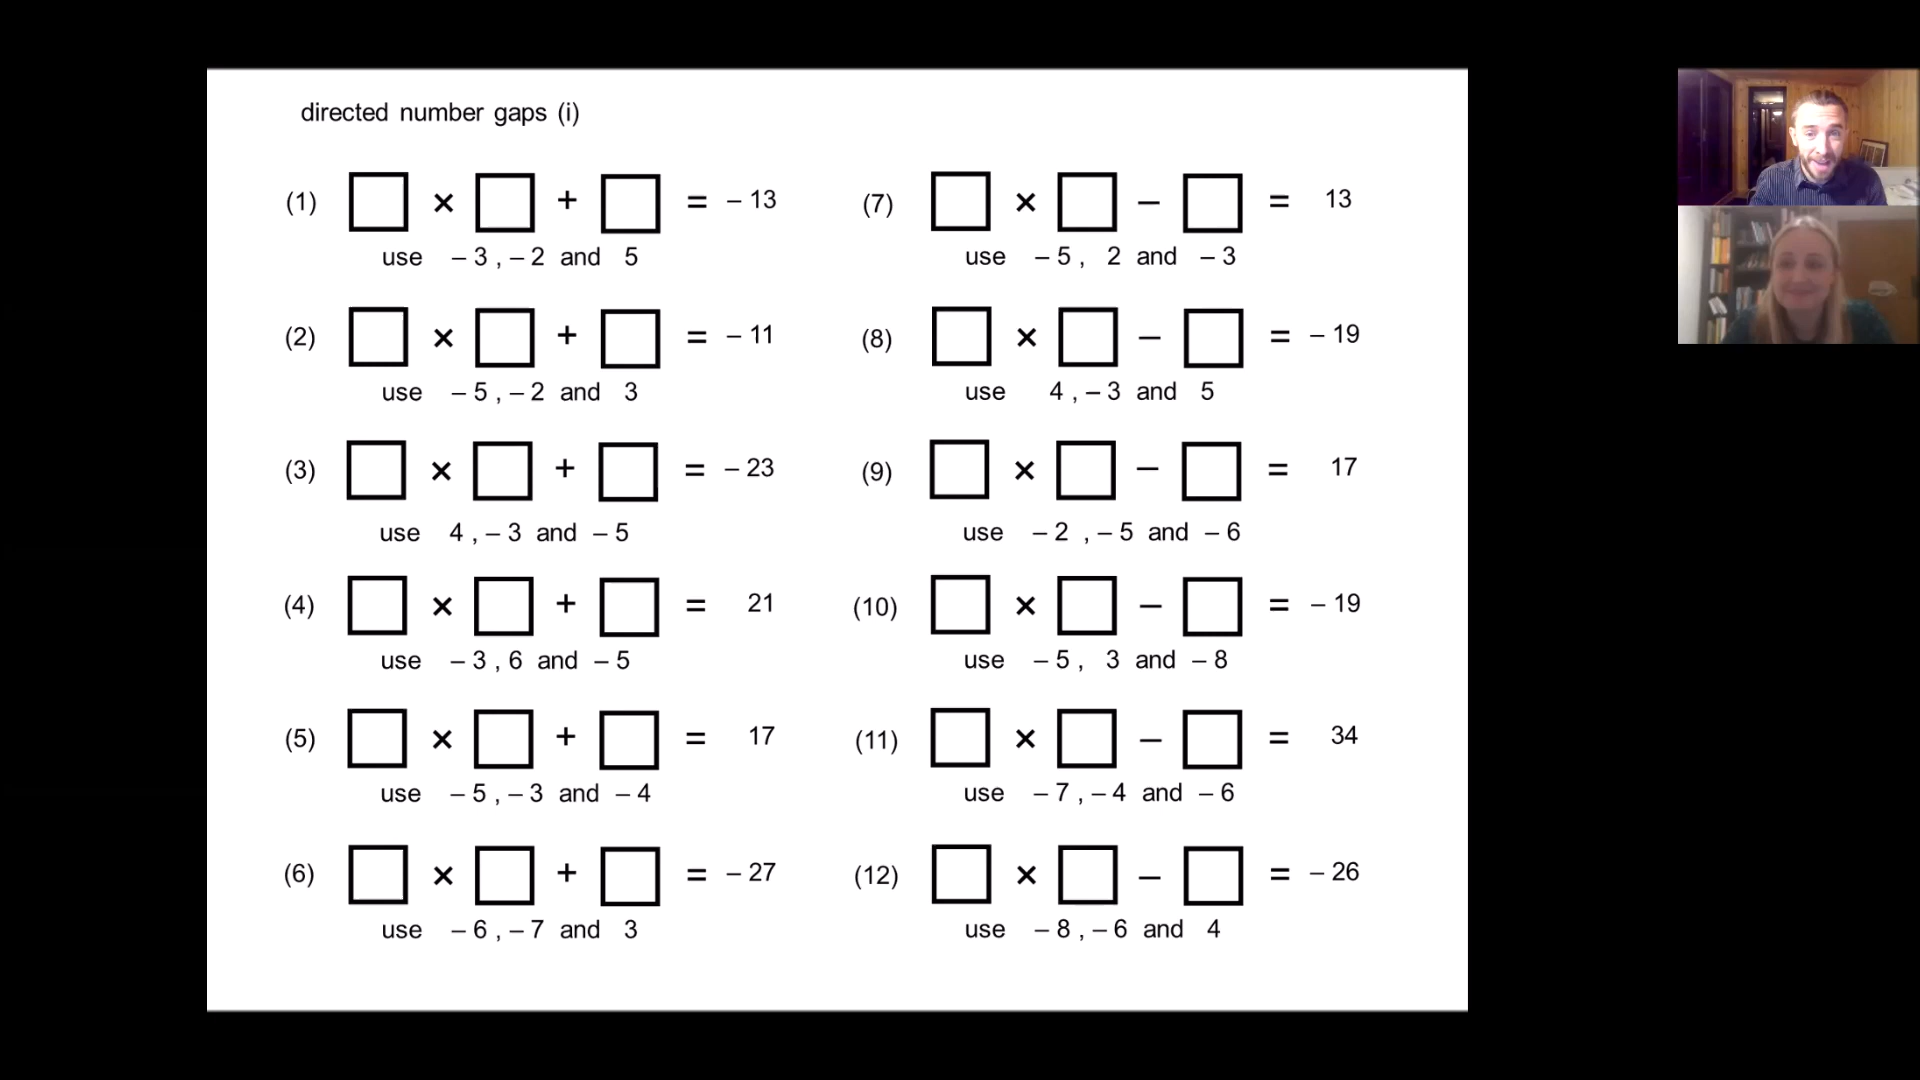 directed number gaps (i)
(1) □ × □ + □ = – 13
use – 3 , – 2 and 5
(2) □ × □ + □ = – 11
use – 5 , – 2 and 3
(3) □ × □ + □ = – 23
use 4 , – 3 and – 5
(4) □ × □ + □ = 21
use – 3 , 6 and – 5
(5) □ × □ + □ = 17
use – 5 , – 3 and – 4
(6) □ × □ + □ = – 27
use – 6 , – 7 and 3
(7) □ × □ – □ = 13
use – 5 , 2 and – 3
(8) □ × □ – □ = – 19
use 4 , – 3 and 5
(9) □ × □ – □ = 17
use – 2 , – 5 and – 6
(10) □ × □ – □ = – 19
use – 5 , 3 and – 8
(11) □ × □ – □ = 34
use – 7 , – 4 and – 6
(12) □ × □ – □ = – 26
use – 8 , – 6 and 4